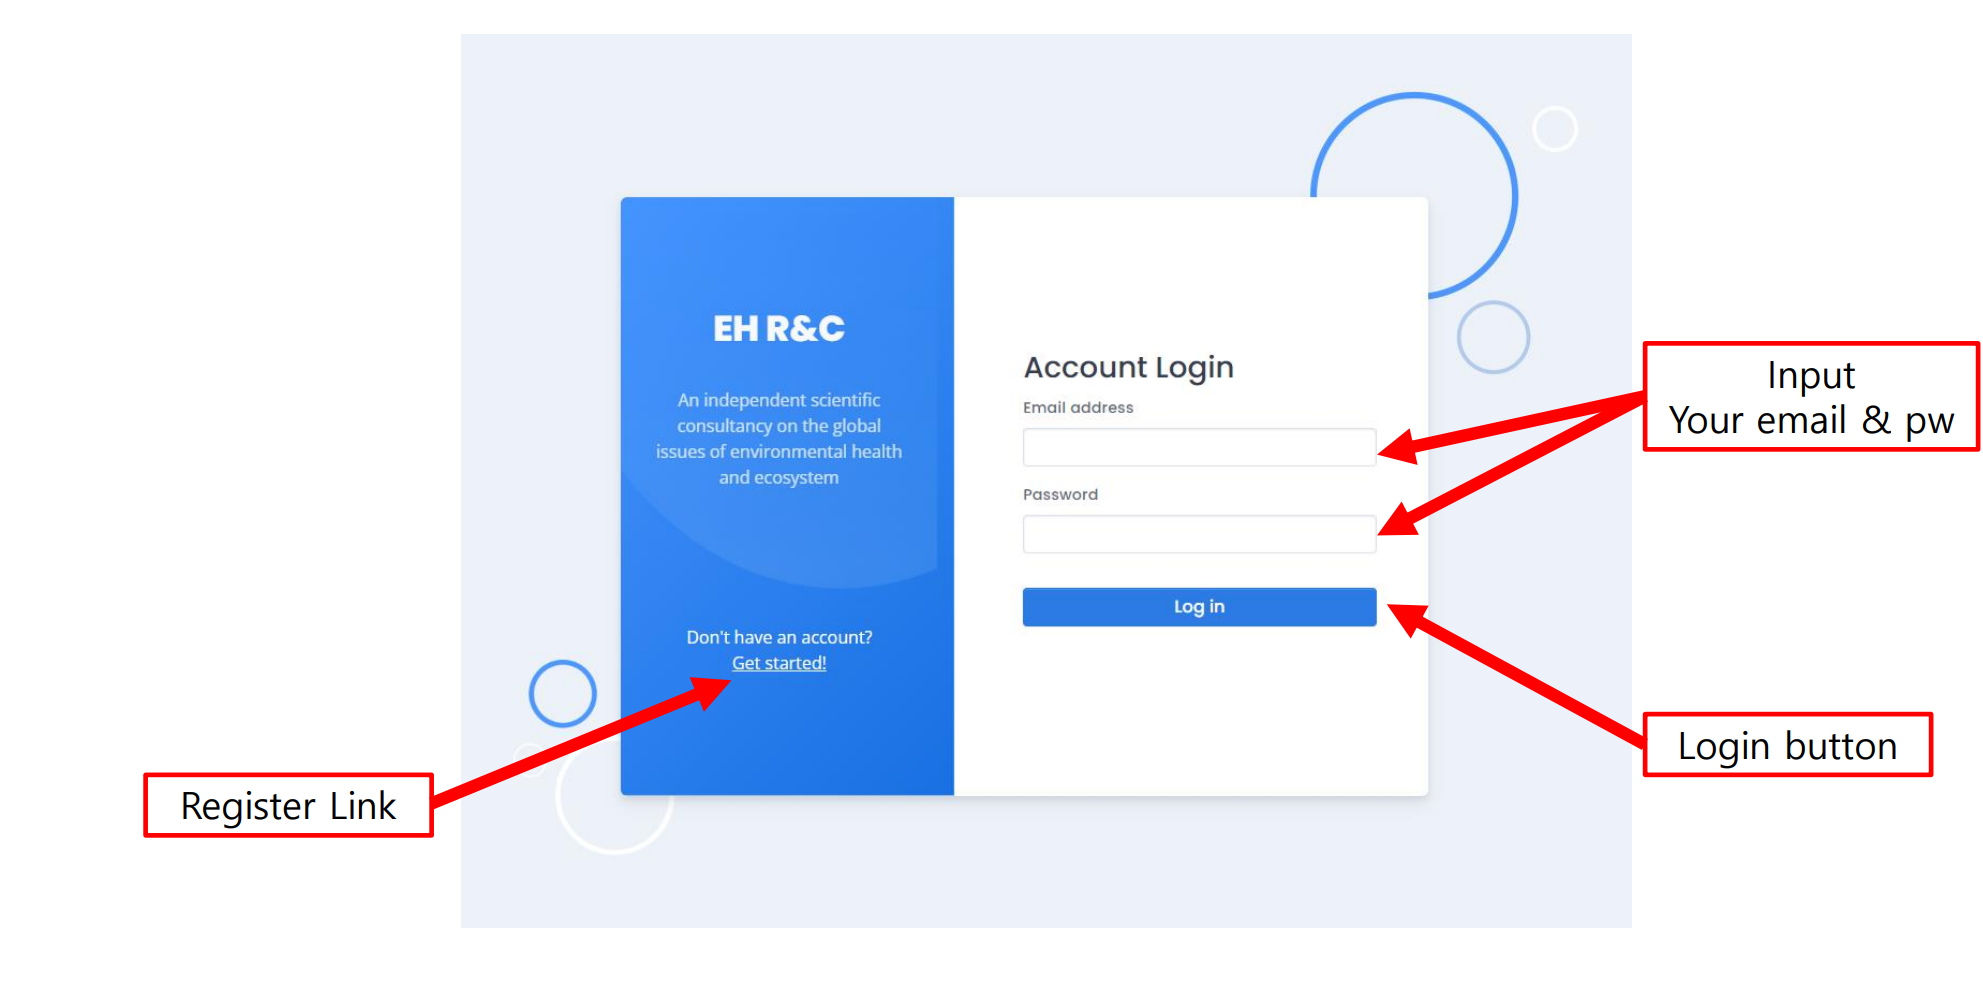 EH R&C
An independent scientific
consultancy on the global
issues of environmental health
and ecosystem
Don't have an account?
Get started!
Account Login
Email address
Password
Log in
Input
Your email & pw
Login button
Register Link